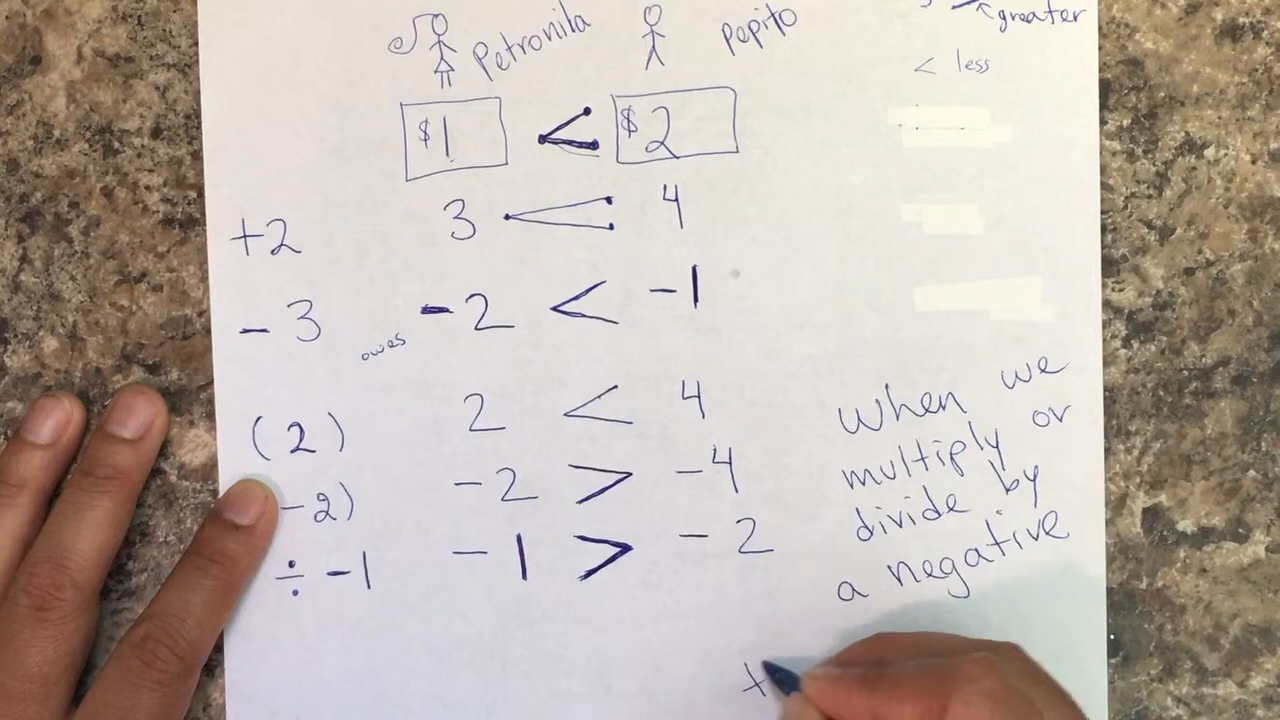 Petronita Pepito
greater
< less
$1 < $2
3 < 4
+2
- 3 owes -2 < -1
(2) 2 < 4
-2) -2 > -4
÷ -1 -1 > -2
When we
multiply or
divide by
a negative